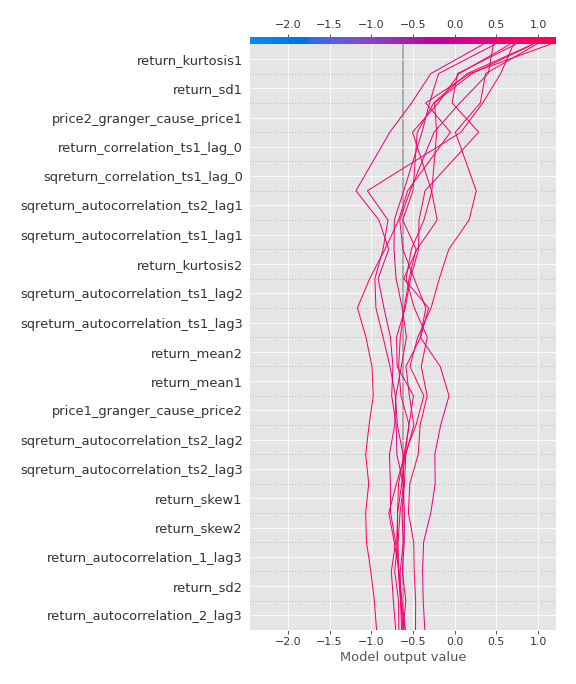 −2.0 −1.5 −1.0 −0.5 0.0 0.5 1.0
return_kurtosis1
return_sd1
price2_granger_cause_price1
return_correlation_ts1_lag_0
sqreturn_correlation_ts1_lag_0
sqreturn_autocorrelation_ts2_lag1
sqreturn_autocorrelation_ts1_lag1
return_kurtosis2
sqreturn_autocorrelation_ts1_lag2
sqreturn_autocorrelation_ts1_lag3
return_mean2
return_mean1
price1_granger_cause_price2
sqreturn_autocorrelation_ts2_lag2
sqreturn_autocorrelation_ts2_lag3
return_skew1
return_skew2
return_autocorrelation_1_lag3
return_sd2
return_autocorrelation_2_lag3
−2.0 −1.5 −1.0 −0.5 0.0 0.5 1.0
Model output value